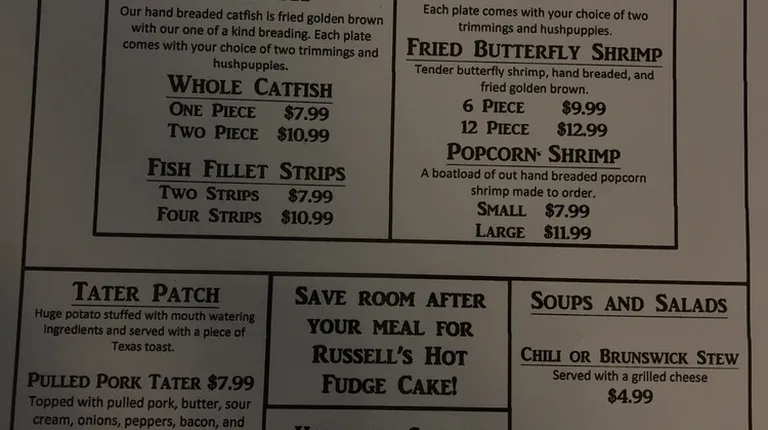 Our hand breaded catfish is fried golden brown
with our one of a kind breading. Each plate
comes with your choice of two trimmings and
hushpuppies.
WHOLE CATFISH
ONE PIECE $7.99
TWO PIECE $10.99
FISH FILLET STRIPS
TWO STRIPS $7.99
FOUR STRIPS $10.99
Each plate comes with your choice of two
trimmings and hushpuppies.
FRIED BUTTERFLY SHRIMP
Tender butterfly shrimp, hand breaded, and
fried golden brown.
6 PIECE $9.99
12 PIECE $12.99
POPCORN SHRIMP
A boatload of out hand breaded popcorn
shrimp made to order.
SMALL $7.99
LARGE $11.99
TATER PATCH
Huge potato stuffed with mouth watering
ingredients and served with a piece of
Texas toast.
PULLED PORK TATER $7.99
Topped with pulled pork, butter, sour
cream, onions, peppers, bacon, and
SAVE ROOM AFTER
YOUR MEAL FOR
RUSSELL'S HOT
FUDGE CAKE!
SOUPS AND SALADS
CHILI OR BRUNSWICK STEW
Served with a grilled cheese
$4.99